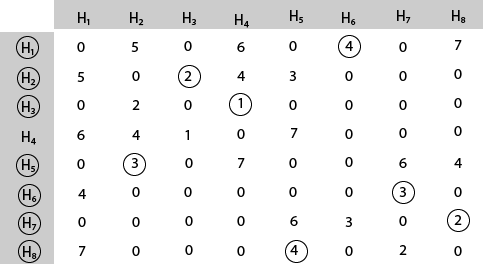 H₁ H₂ H₃ H₄ H₅ H₆ H₇ H₈
H₁ 0 5 0 6 0 4 0 7
H₂ 5 0 2 4 3 0 0 0
H₃ 0 2 0 1 0 0 0 0
H₄ 6 4 1 0 7 0 0 0
H₅ 0 3 0 7 0 0 6 4
H₆ 4 0 0 0 0 0 3 0
H₇ 0 0 0 0 6 3 0 2
H₈ 7 0 0 0 4 0 2 0